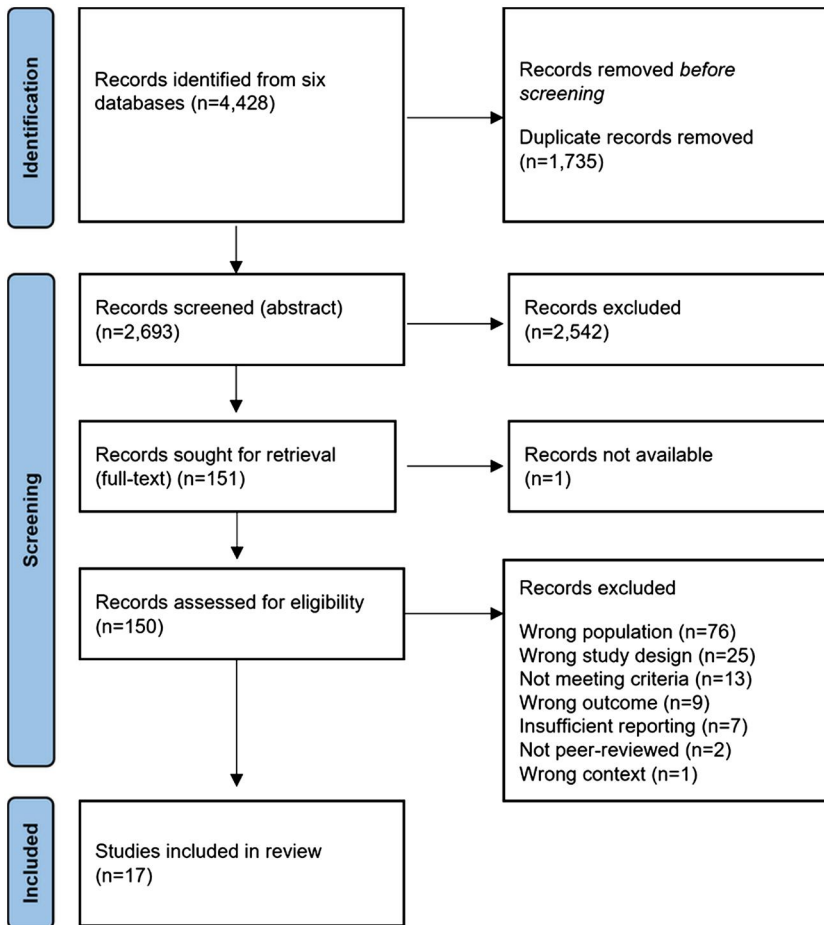 Identification
Records identified from six
databases (n=4,428)
Records removed before
screening
Duplicate records removed
(n=1,735)
Screening
Records screened (abstract)
(n=2,693)
Records excluded
(n=2,542)
Records sought for retrieval
(full-text) (n=151)
Records not available
(n=1)
Records assessed for eligibility
(n=150)
Records excluded
Wrong population (n=76)
Wrong study design (n=25)
Not meeting criteria (n=13)
Wrong outcome (n=9)
Insufficient reporting (n=7)
Not peer-reviewed (n=2)
Wrong context (n=1)
Included
Studies included in review
(n=17)